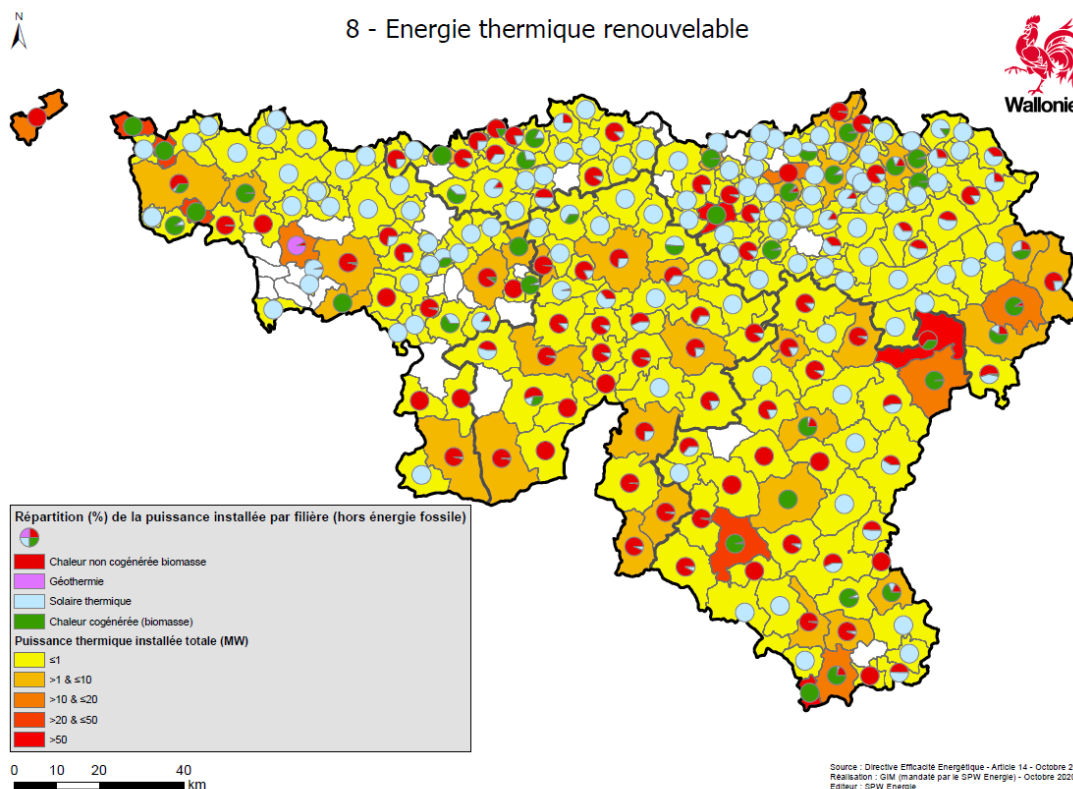 N
8 - Energie thermique renouvelable
Wallonie
Répartition (%) de la puissance installée par filière (hors énergie fossile)
Chaleur non cogénérée biomasse
Géothermie
Solaire thermique
Chaleur cogénérée (biomasse)
Puissance thermique installée totale (MW)
≤1
>1 & ≤10
>10 & ≤20
>20 & ≤50
>50
0 10 20 40
km
Source : Directive Efficacité Energétique - Article 14 - Octobre 2
Réalisation : GIM (mandaté par le SPW Energie) - Octobre 2020
Editeur : SPW Energie